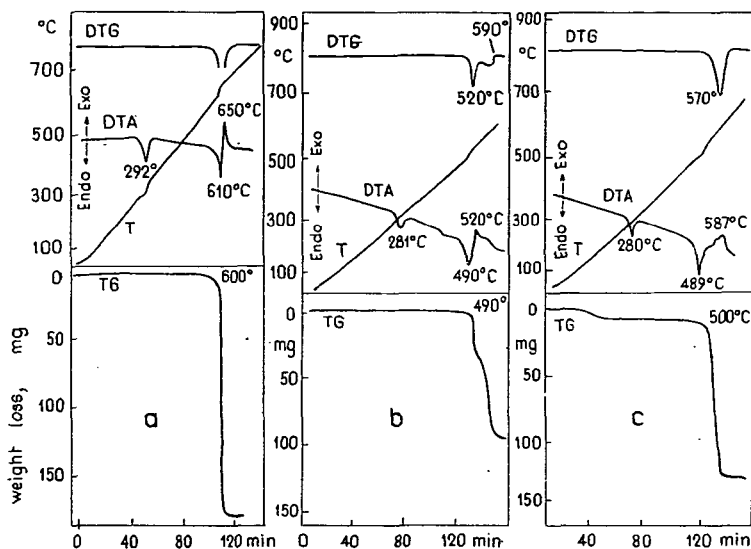 °C
DTG
700
DTA
650°C
500
Endo ← → Exo
292°
610°C
300
T
100
0
TG
600°
50
a
100
150
0 40 80 120 min
weight loss, mg
900
°C
DTG
590°
700
520°C
500
Endo ← → Exo
DTA
300
520°C
281°C
490°C
T
100
0
TG
490°
mg
50
b
100
150
0 40 80 120 min
900
°C
DTG
700
570°
500
Endo ← → Exo
DTA
300
587°
280°C
489°C
T
100
0
TG
500°C
mg
50
c
100
150
0 40 80 120 min